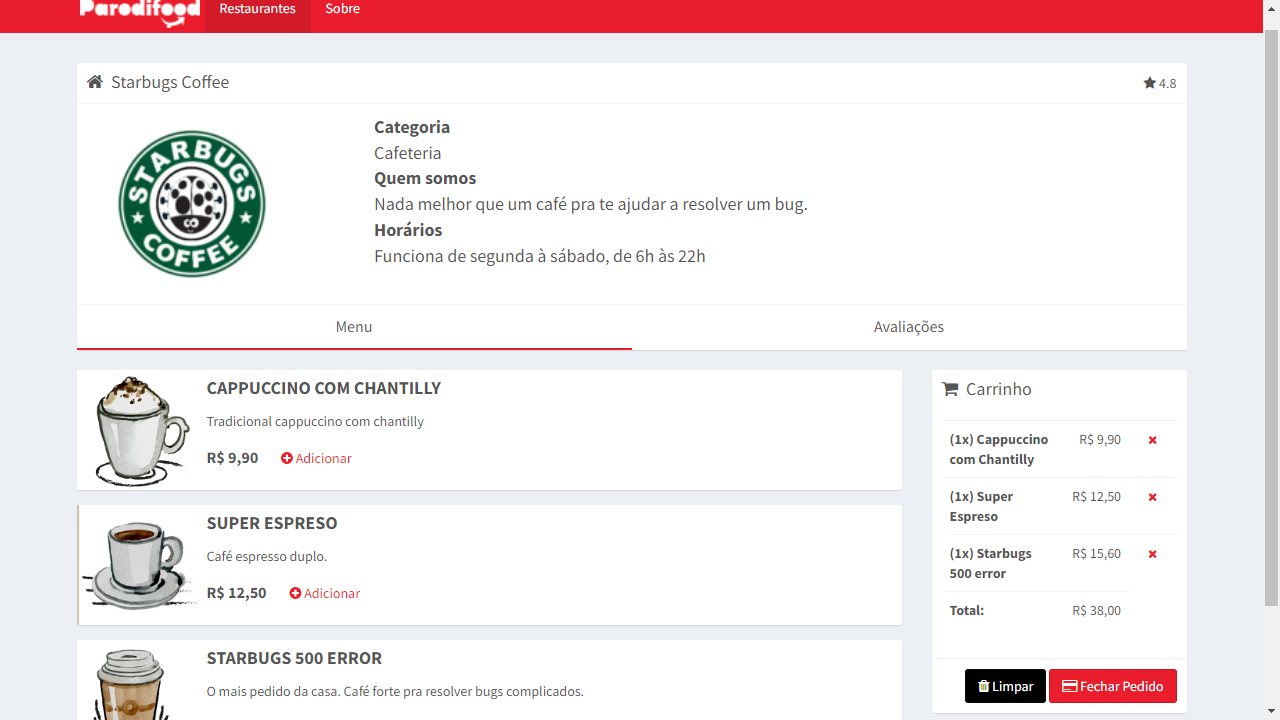 Parodifood
Restaurantes
Sobre
Starbugs Coffee
4.8
STARBUGS
COFFEE
Categoria
Cafeteria
Quem somos
Nada melhor que um café pra te ajudar a resolver um bug.
Horários
Funciona de segunda à sábado, de 6h às 22h
Menu
Avaliações
CAPPUCCINO COM CHANTILLY
Tradicional cappuccino com chantilly
R$ 9,90 Adicionar
SUPER ESPRESO
Café espresso duplo.
R$ 12,50 Adicionar
STARBUGS 500 ERROR
O mais pedido da casa. Café forte pra resolver bugs complicados.
Carrinho
(1x) Cappuccino R$ 9,90
com Chantilly
(1x) Super R$ 12,50
Espreso
(1x) Starbugs R$ 15,60
500 error
Total: R$ 38,00
Limpar
Fechar Pedido